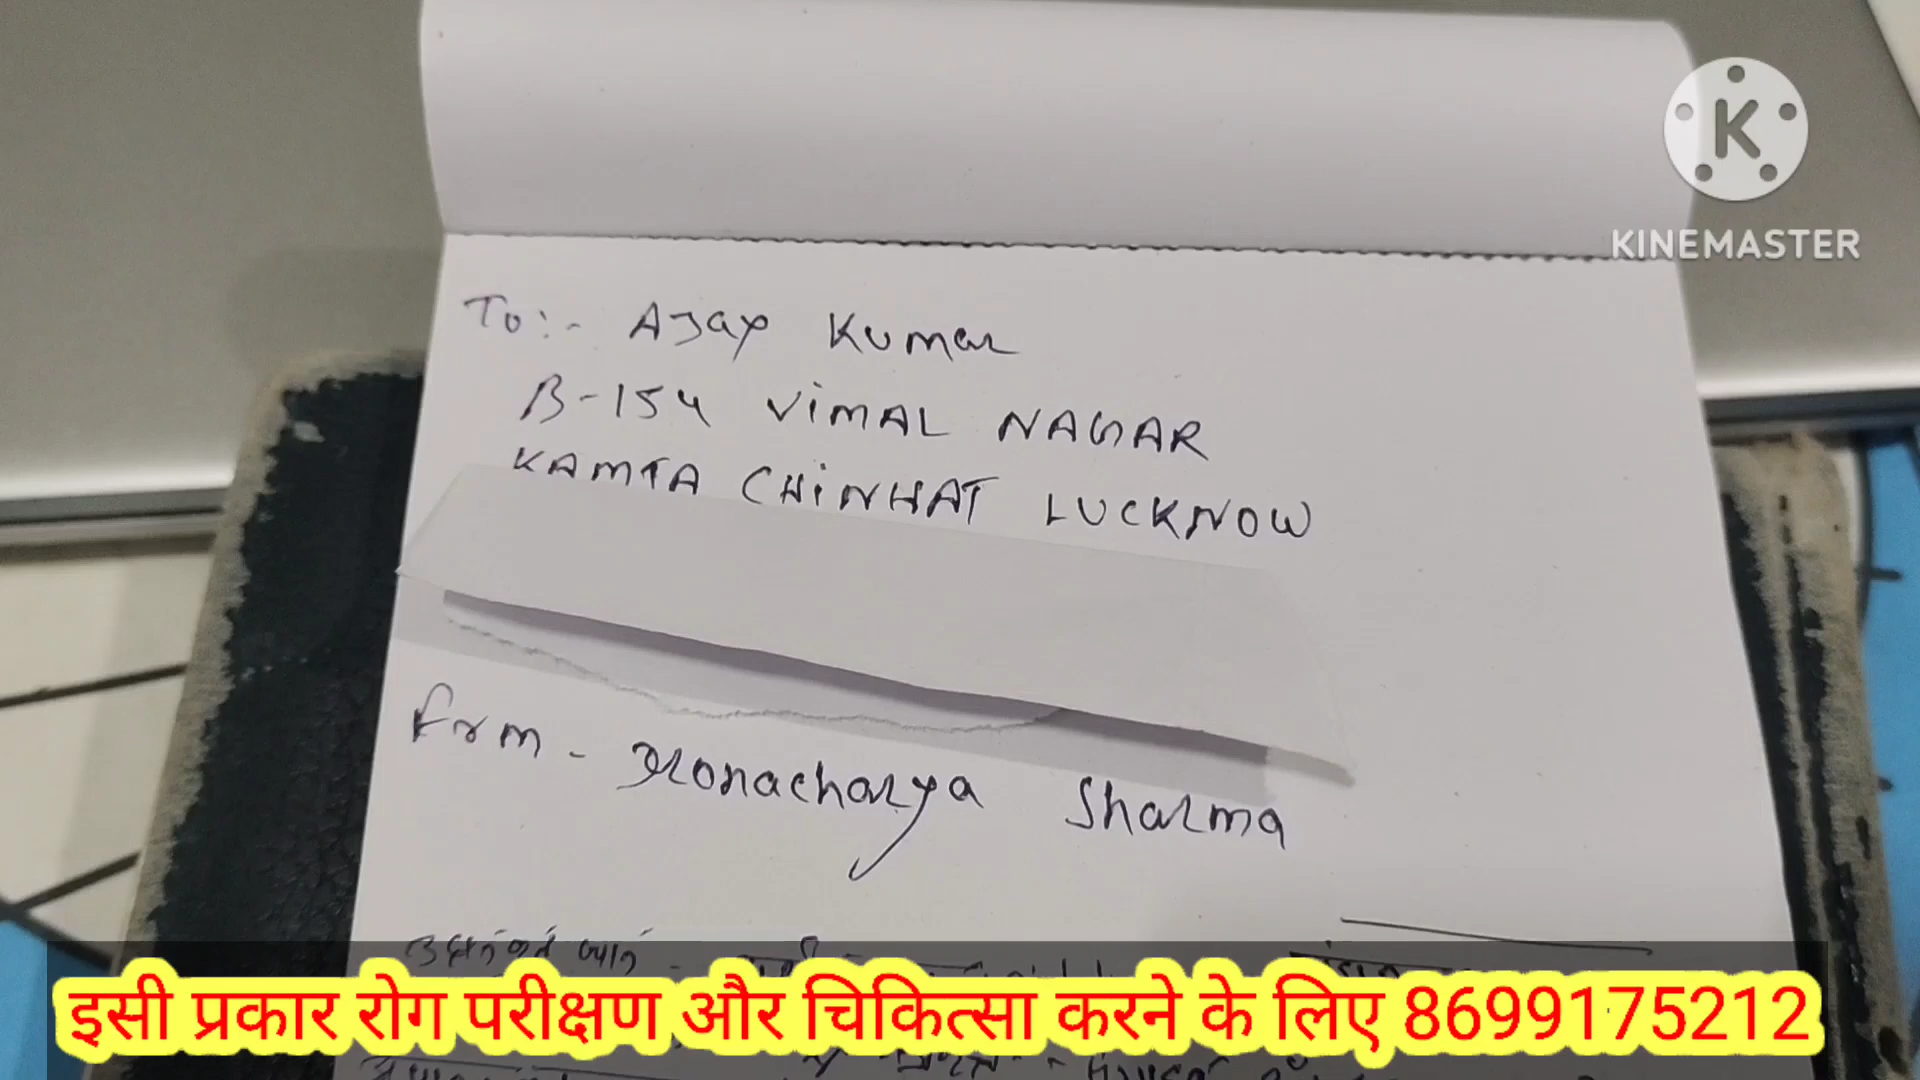 KINEMASTER
To:- AJay Kumar
B-154 ViMAL NAGAR
KAMTA CHiNHAT LUCKNOW
frm - Dronacharya Sharma
इसी प्रकार रोग परीक्षण और चिकित्सा करने के लिए 8699175212